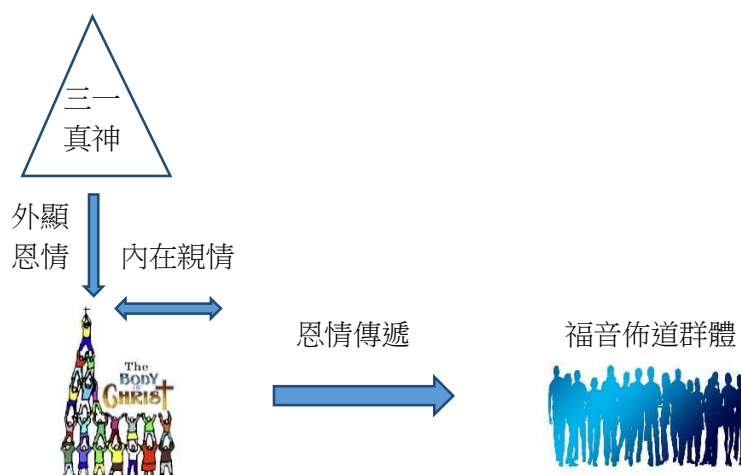 三一
真神
外顯
恩情
內在親情
恩情傳遞
福音佈道群體
The
BODY
OF
CHRIST